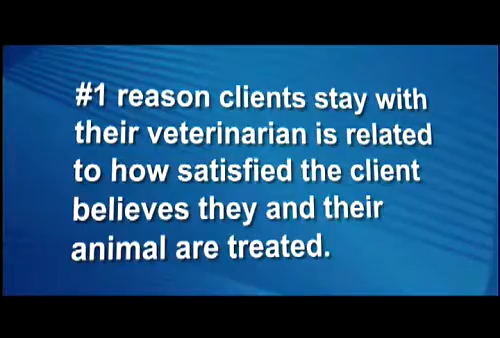 #1 reason clients stay with
their veterinarian is related
to how satisfied the client
believes they and their
animal are treated.